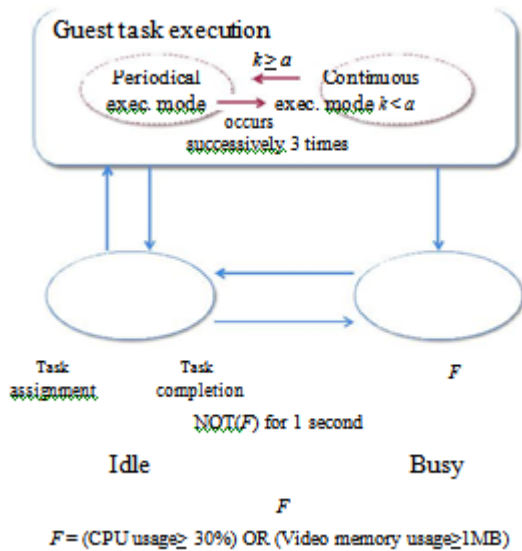 Guest task execution
k ≥ a
Periodical
exec. mode
Continuous
exec. mode k < a
occurs
successively 3 times
Task
assignment
Task
completion
F
NOT(F) for 1 second
Idle
Busy
F
F = (CPU usage≥ 30%) OR (Video memory usage≥1MB)